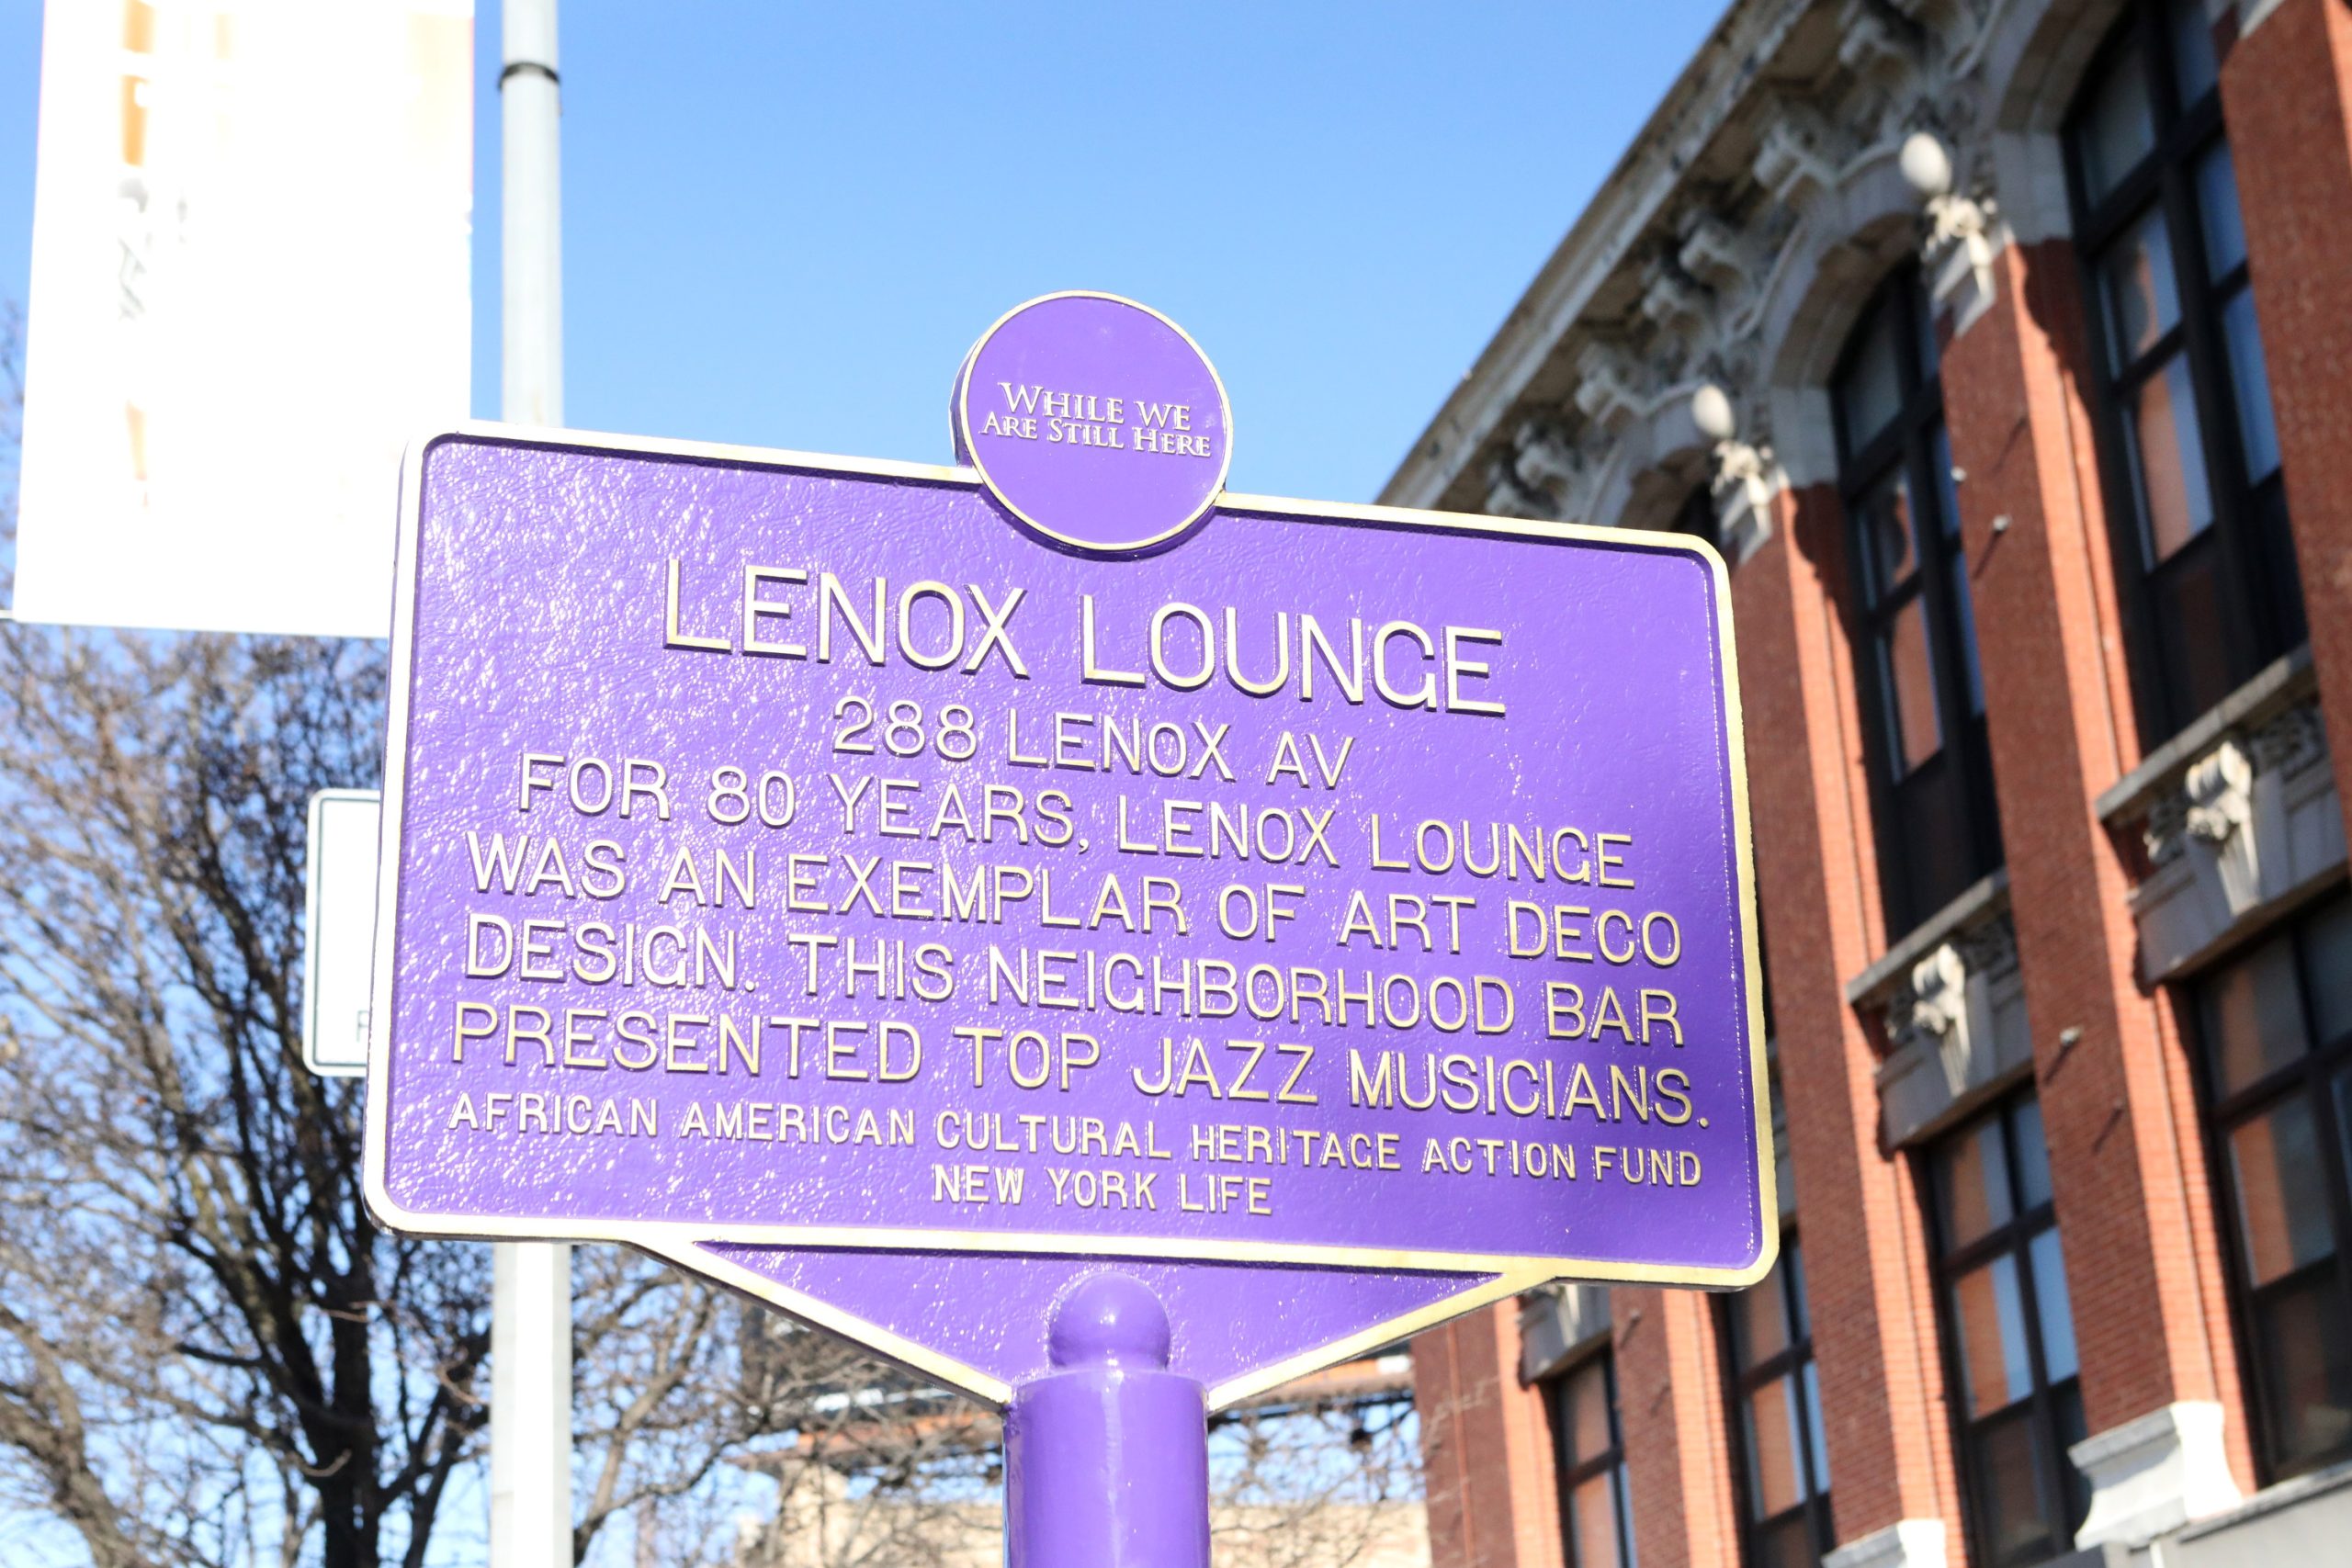 WHILE WE
ARE STILL HERE
LENOX LOUNGE
288 LENOX AV
FOR 80 YEARS, LENOX LOUNGE
WAS AN EXEMPLAR OF ART DECO
DESIGN. THIS NEIGHBORHOOD BAR
PRESENTED TOP JAZZ MUSICIANS.
AFRICAN AMERICAN CULTURAL HERITAGE ACTION FUND
NEW YORK LIFE